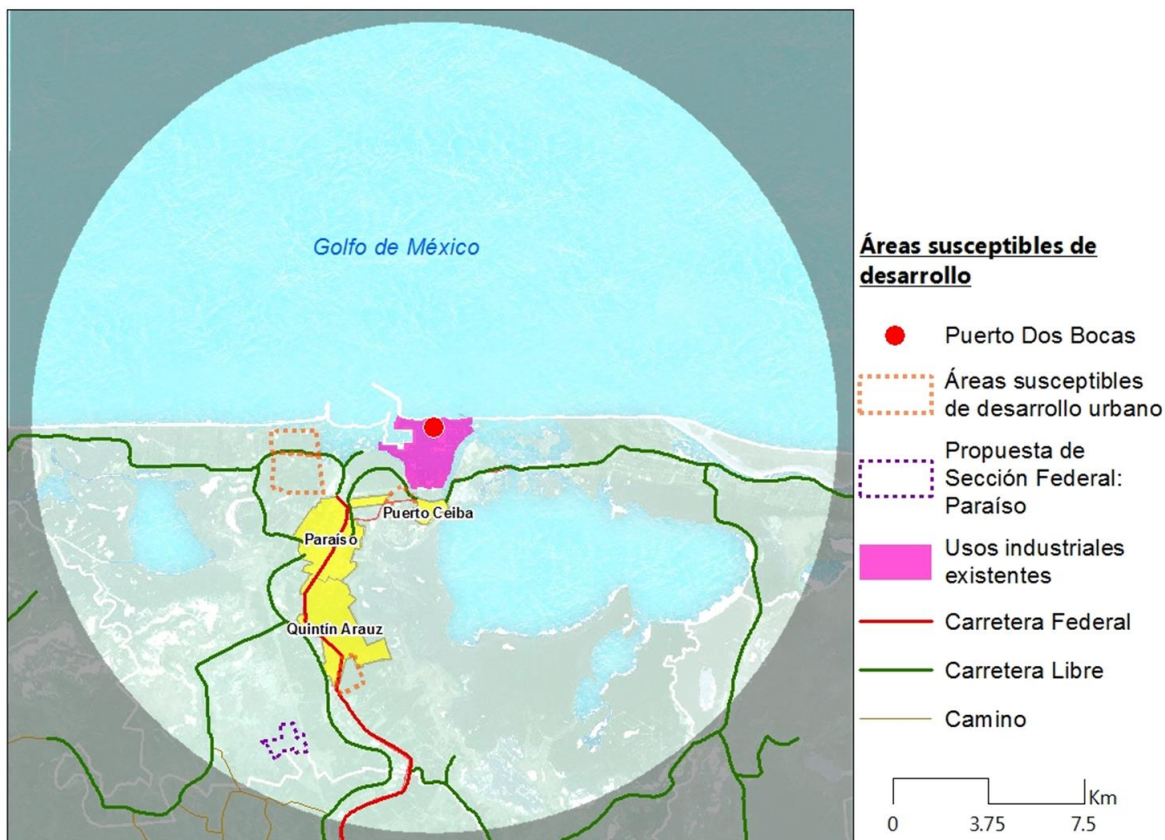 Golfo de México
Puerto Ceiba
Paraíso
Quintín Arauz
Áreas susceptibles de
desarrollo
Puerto Dos Bocas
Áreas susceptibles
de desarrollo urbano
Propuesta de
Sección Federal:
Paraíso
Usos industriales
existentes
Carretera Federal
Carretera Libre
Camino
Km
0 3.75 7.5